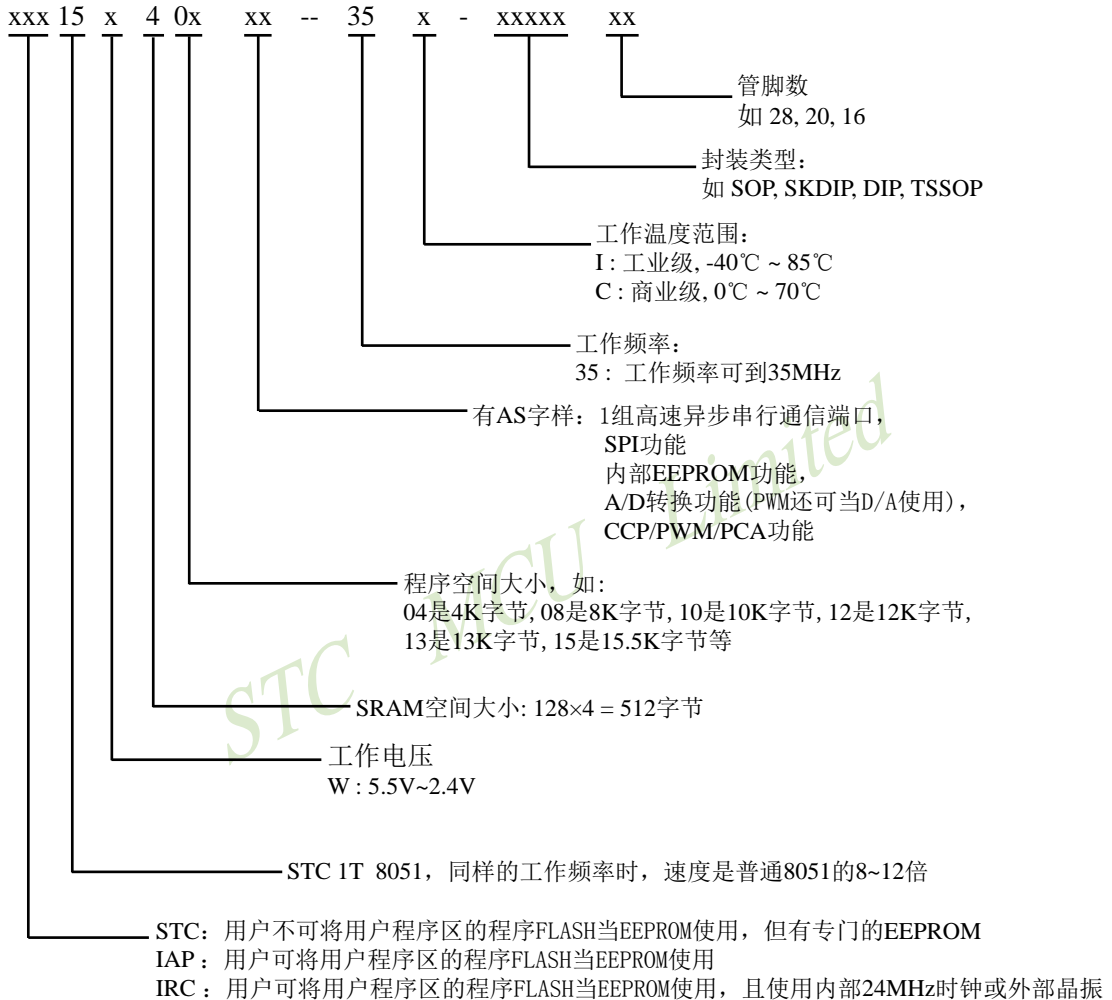 xxx 15 x 4 0x xx -- 35 x - xxxxx xx
管脚数
如 28, 20, 16
封装类型：
如 SOP, SKDIP, DIP, TSSOP
工作温度范围：
I : 工业级, -40℃ ~ 85℃
C : 商业级, 0℃ ~ 70℃
工作频率：
35 : 工作频率可到35MHz
有AS字样：1组高速异步串行通信端口，
SPI功能
内部EEPROM功能，
A/D转换功能(PWM还可当D/A使用)，
CCP/PWM/PCA功能
程序空间大小，如:
04是4K字节, 08是8K字节, 10是10K字节, 12是12K字节,
13是13K字节, 15是15.5K字节等
SRAM空间大小: 128×4 = 512字节
工作电压
W : 5.5V~2.4V
STC 1T 8051，同样的工作频率时，速度是普通8051的8~12倍
STC：用户不可将用户程序区的程序FLASH当EEPROM使用，但有专门的EEPROM
IAP：用户可将用户程序区的程序FLASH当EEPROM使用
IRC：用户可将用户程序区的程序FLASH当EEPROM使用，且使用内部24MHz时钟或外部晶振
STC MCU Limited